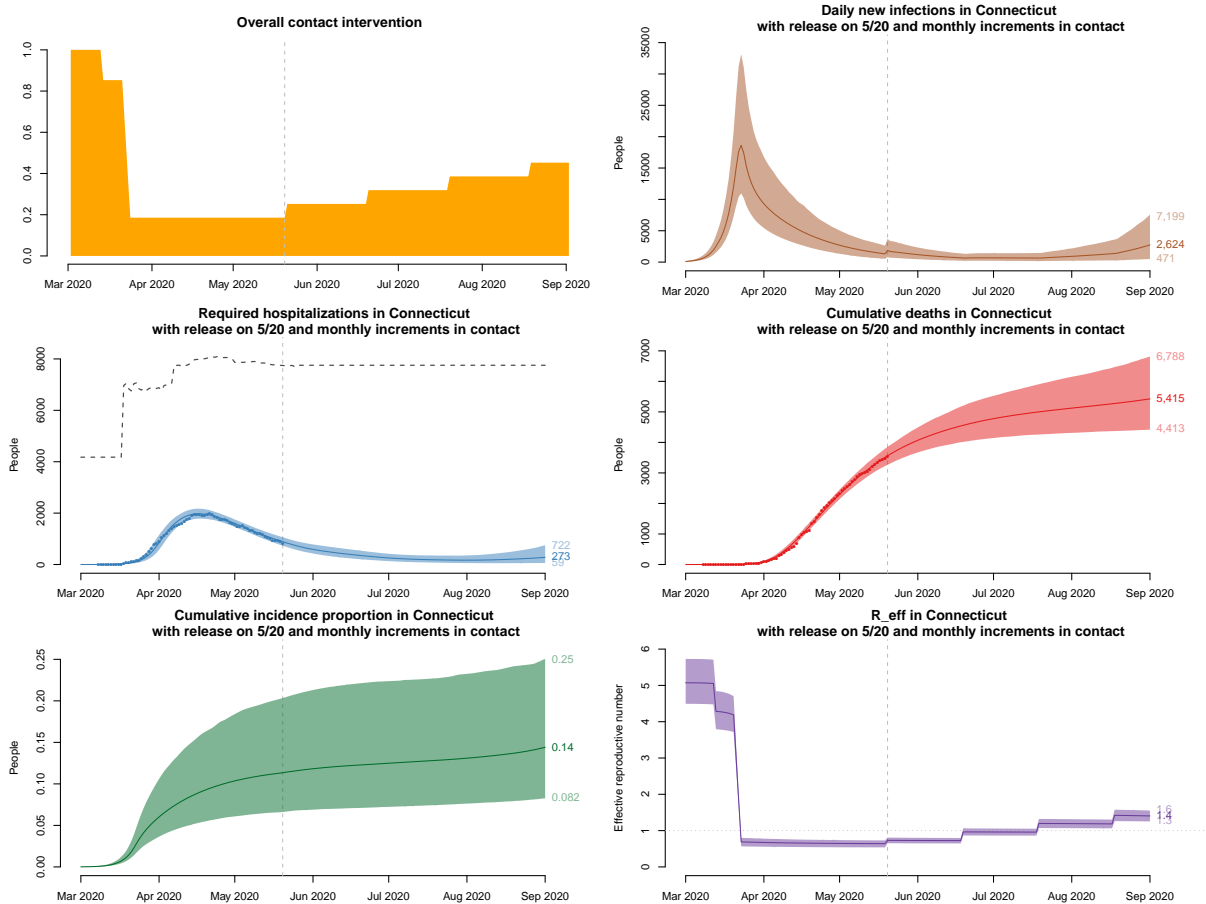 Overall contact intervention
1.0
0.8
0.6
0.4
0.2
0.0
Mar 2020 Apr 2020 May 2020 Jun 2020 Jul 2020 Aug 2020 Sep 2020
Daily new infections in Connecticut
with release on 5/20 and monthly increments in contact
People
35000
25000
15000
5000
0
7,199
2,624
471
Mar 2020 Apr 2020 May 2020 Jun 2020 Jul 2020 Aug 2020 Sep 2020
Required hospitalizations in Connecticut
with release on 5/20 and monthly increments in contact
People
8000
6000
4000
2000
0
722
273
59
Mar 2020 Apr 2020 May 2020 Jun 2020 Jul 2020 Aug 2020 Sep 2020
Cumulative deaths in Connecticut
with release on 5/20 and monthly increments in contact
People
7000
5000
3000
1000
0
6,788
5,415
4,413
Mar 2020 Apr 2020 May 2020 Jun 2020 Jul 2020 Aug 2020 Sep 2020
Cumulative incidence proportion in Connecticut
with release on 5/20 and monthly increments in contact
People
0.25
0.20
0.15
0.10
0.05
0.00
0.25
0.14
0.082
Mar 2020 Apr 2020 May 2020 Jun 2020 Jul 2020 Aug 2020 Sep 2020
R_eff in Connecticut
with release on 5/20 and monthly increments in contact
Effective reproductive number
6
5
4
3
2
1
0
1.6
1.4
1.3
Mar 2020 Apr 2020 May 2020 Jun 2020 Jul 2020 Aug 2020 Sep 2020